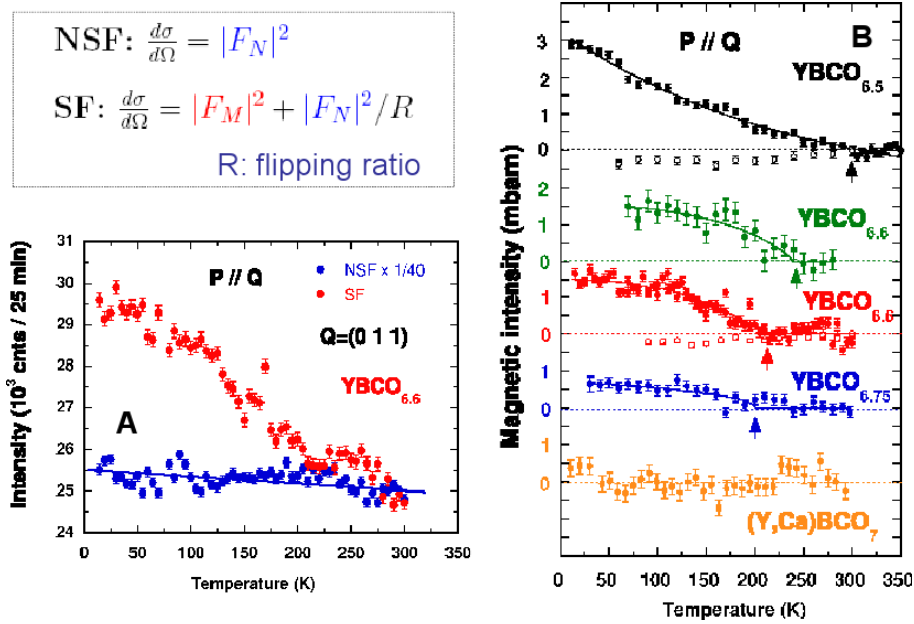 NSF: dσ/dΩ = |F_N|²
SF: dσ/dΩ = |F_M|² + |F_N|²/R
R: flipping ratio
31
30
29
28
27
26
25
24
0 50 100 150 200 250 300 350
Intensity (10³ cnts / 25 min)
Temperature (K)
P // Q
NSF x 1/40
SF
Q=(0 1 1)
YBCO6.6
A
B
P // Q
YBCO6.5
3
2
1
0
YBCO6.6
2
1
0
YBCO6.6
1
0
YBCO6.75
1
0
(Y,Ca)BCO7
0
0 50 100 150 200 250 300 350
Magnetic intensity (mbarn)
Temperature (K)